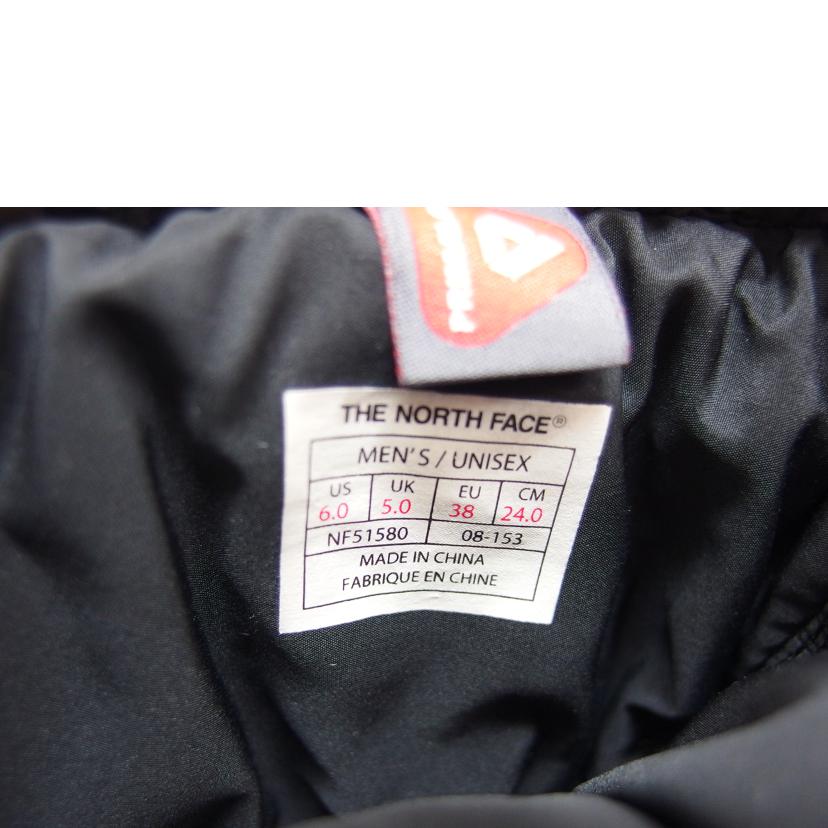 THE NORTH FACE®
MEN'S / UNISEX
US UK EU CM
6.0 5.0 38 24.0
NF51580 08-153
MADE IN CHINA
FABRIQUE EN CHINE